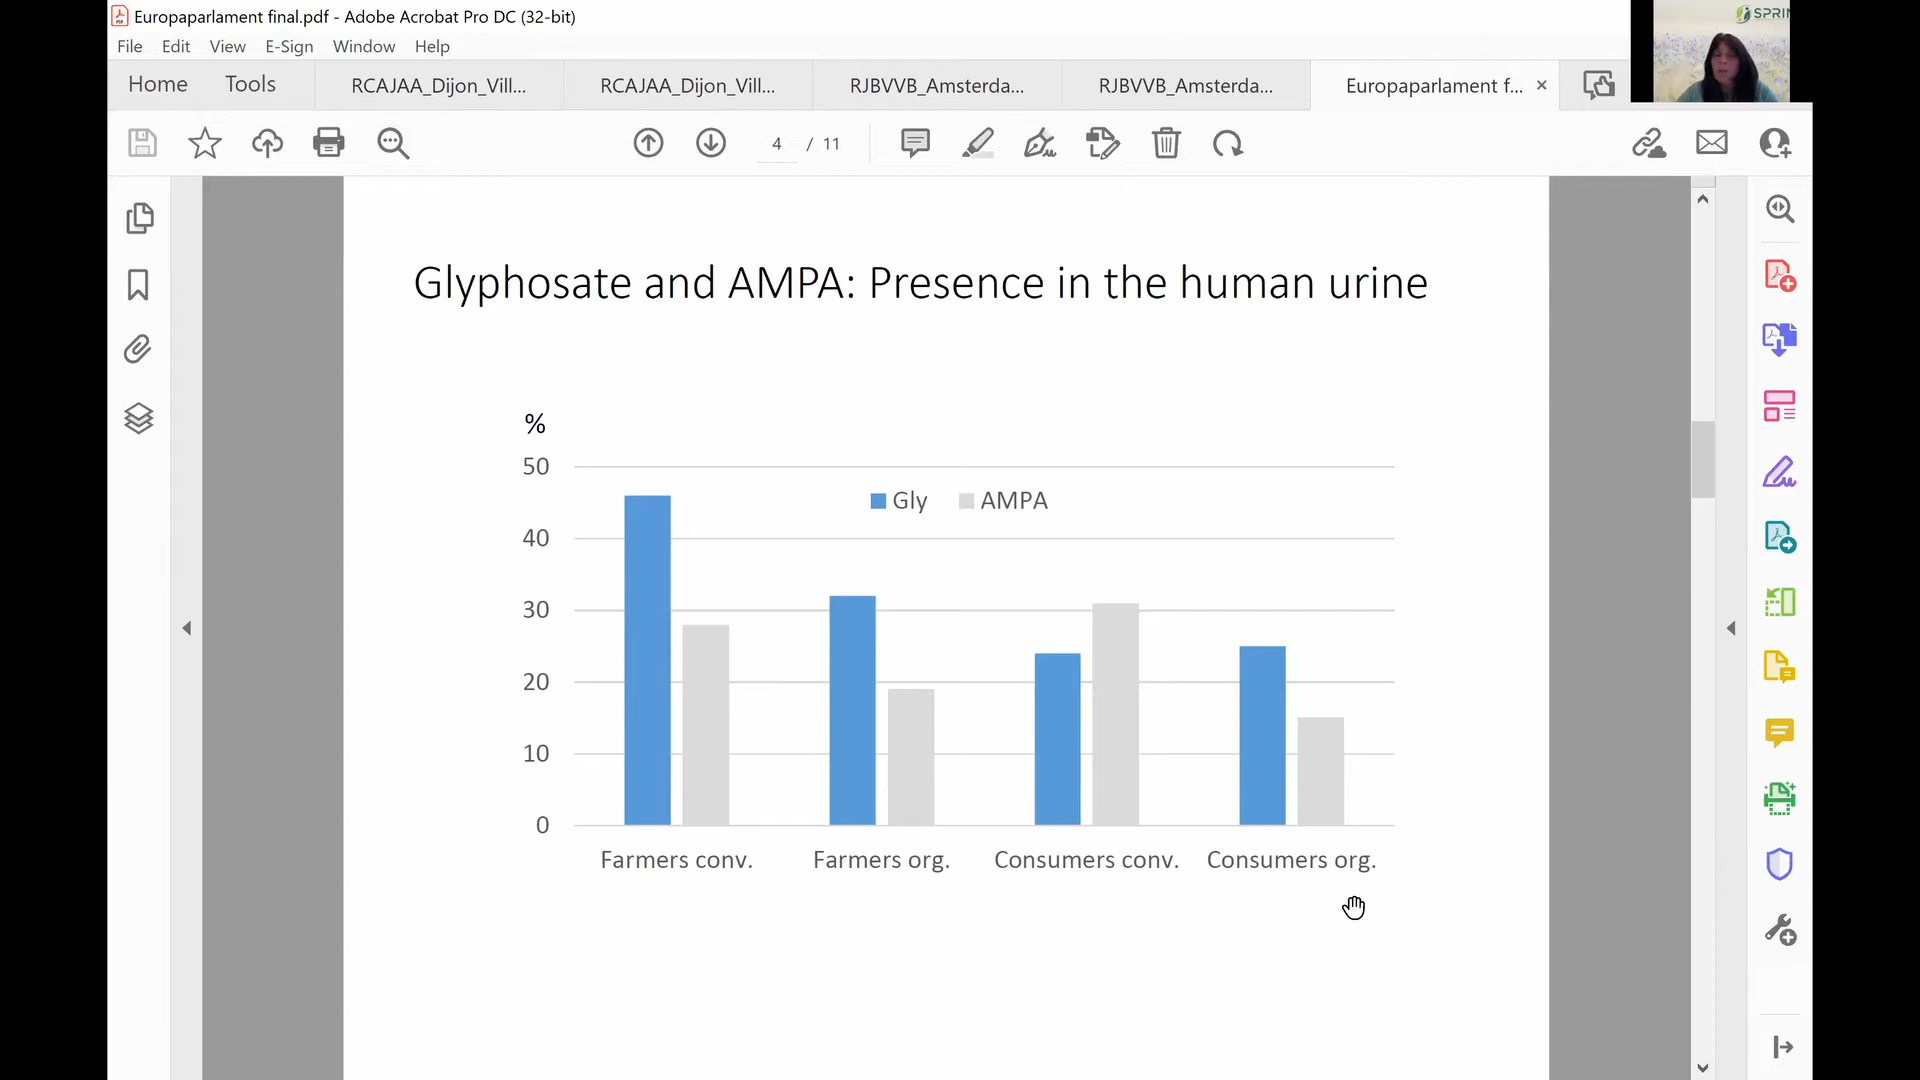 Europaparlament final.pdf - Adobe Acrobat Pro DC (32-bit)
SPRIN
File Edit View E-Sign Window Help
Home Tools RCAJAA_Dijon_Vill... RCAJAA_Dijon_Vill... RJBVVB_Amsterda... RJBVVB_Amsterda... Europaparlament f... ×
4 / 11
Glyphosate and AMPA: Presence in the human urine
%
50
Gly AMPA
40
30
20
10
0
Farmers conv. Farmers org. Consumers conv. Consumers org.